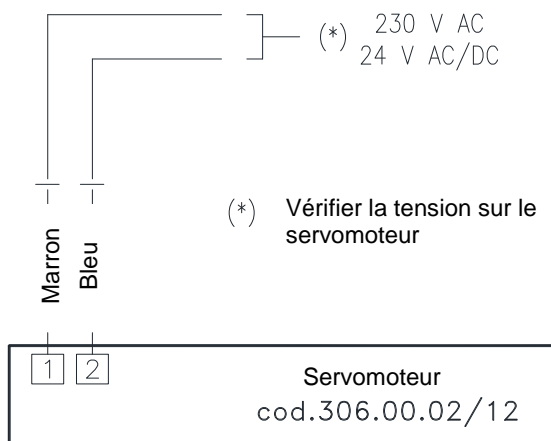 (*) 230 V AC
24 V AC/DC
(*) Vérifier la tension sur le
servomoteur
Marron
Bleu
1 2
Servomoteur
cod.306.00.02/12